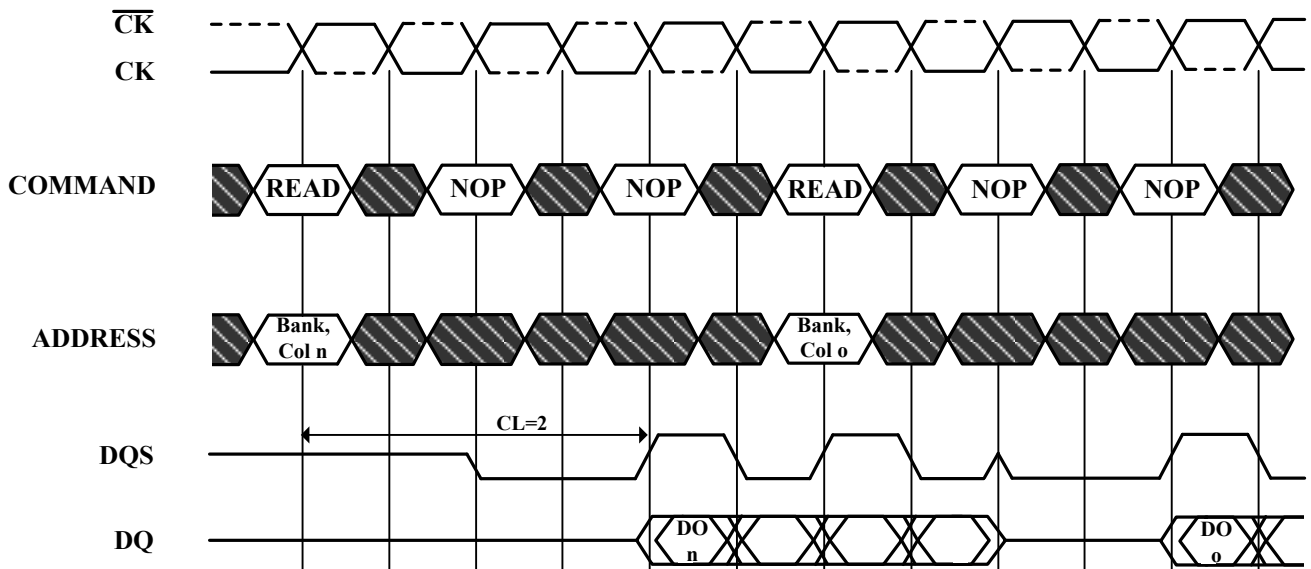 CK
CK
COMMAND
READ
NOP
NOP
READ
NOP
NOP
ADDRESS
Bank,
Col n
Bank,
Col o
CL=2
DQS
DQ
DO
n
DO
o